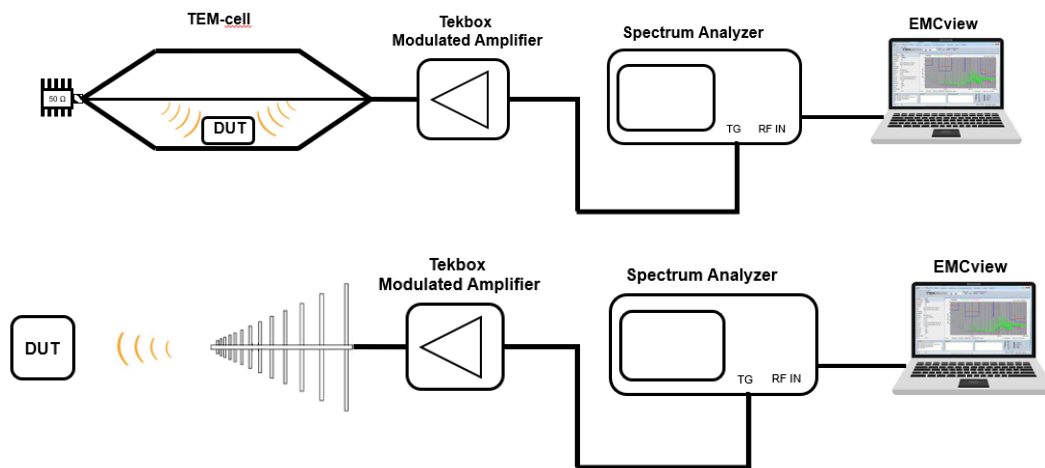 TEM-cell
Tekbox
Modulated Amplifier
Spectrum Analyzer
EMCview
50 Ω
DUT
TG RF IN
Tekbox
Modulated Amplifier
Spectrum Analyzer
EMCview
DUT
TG RF IN